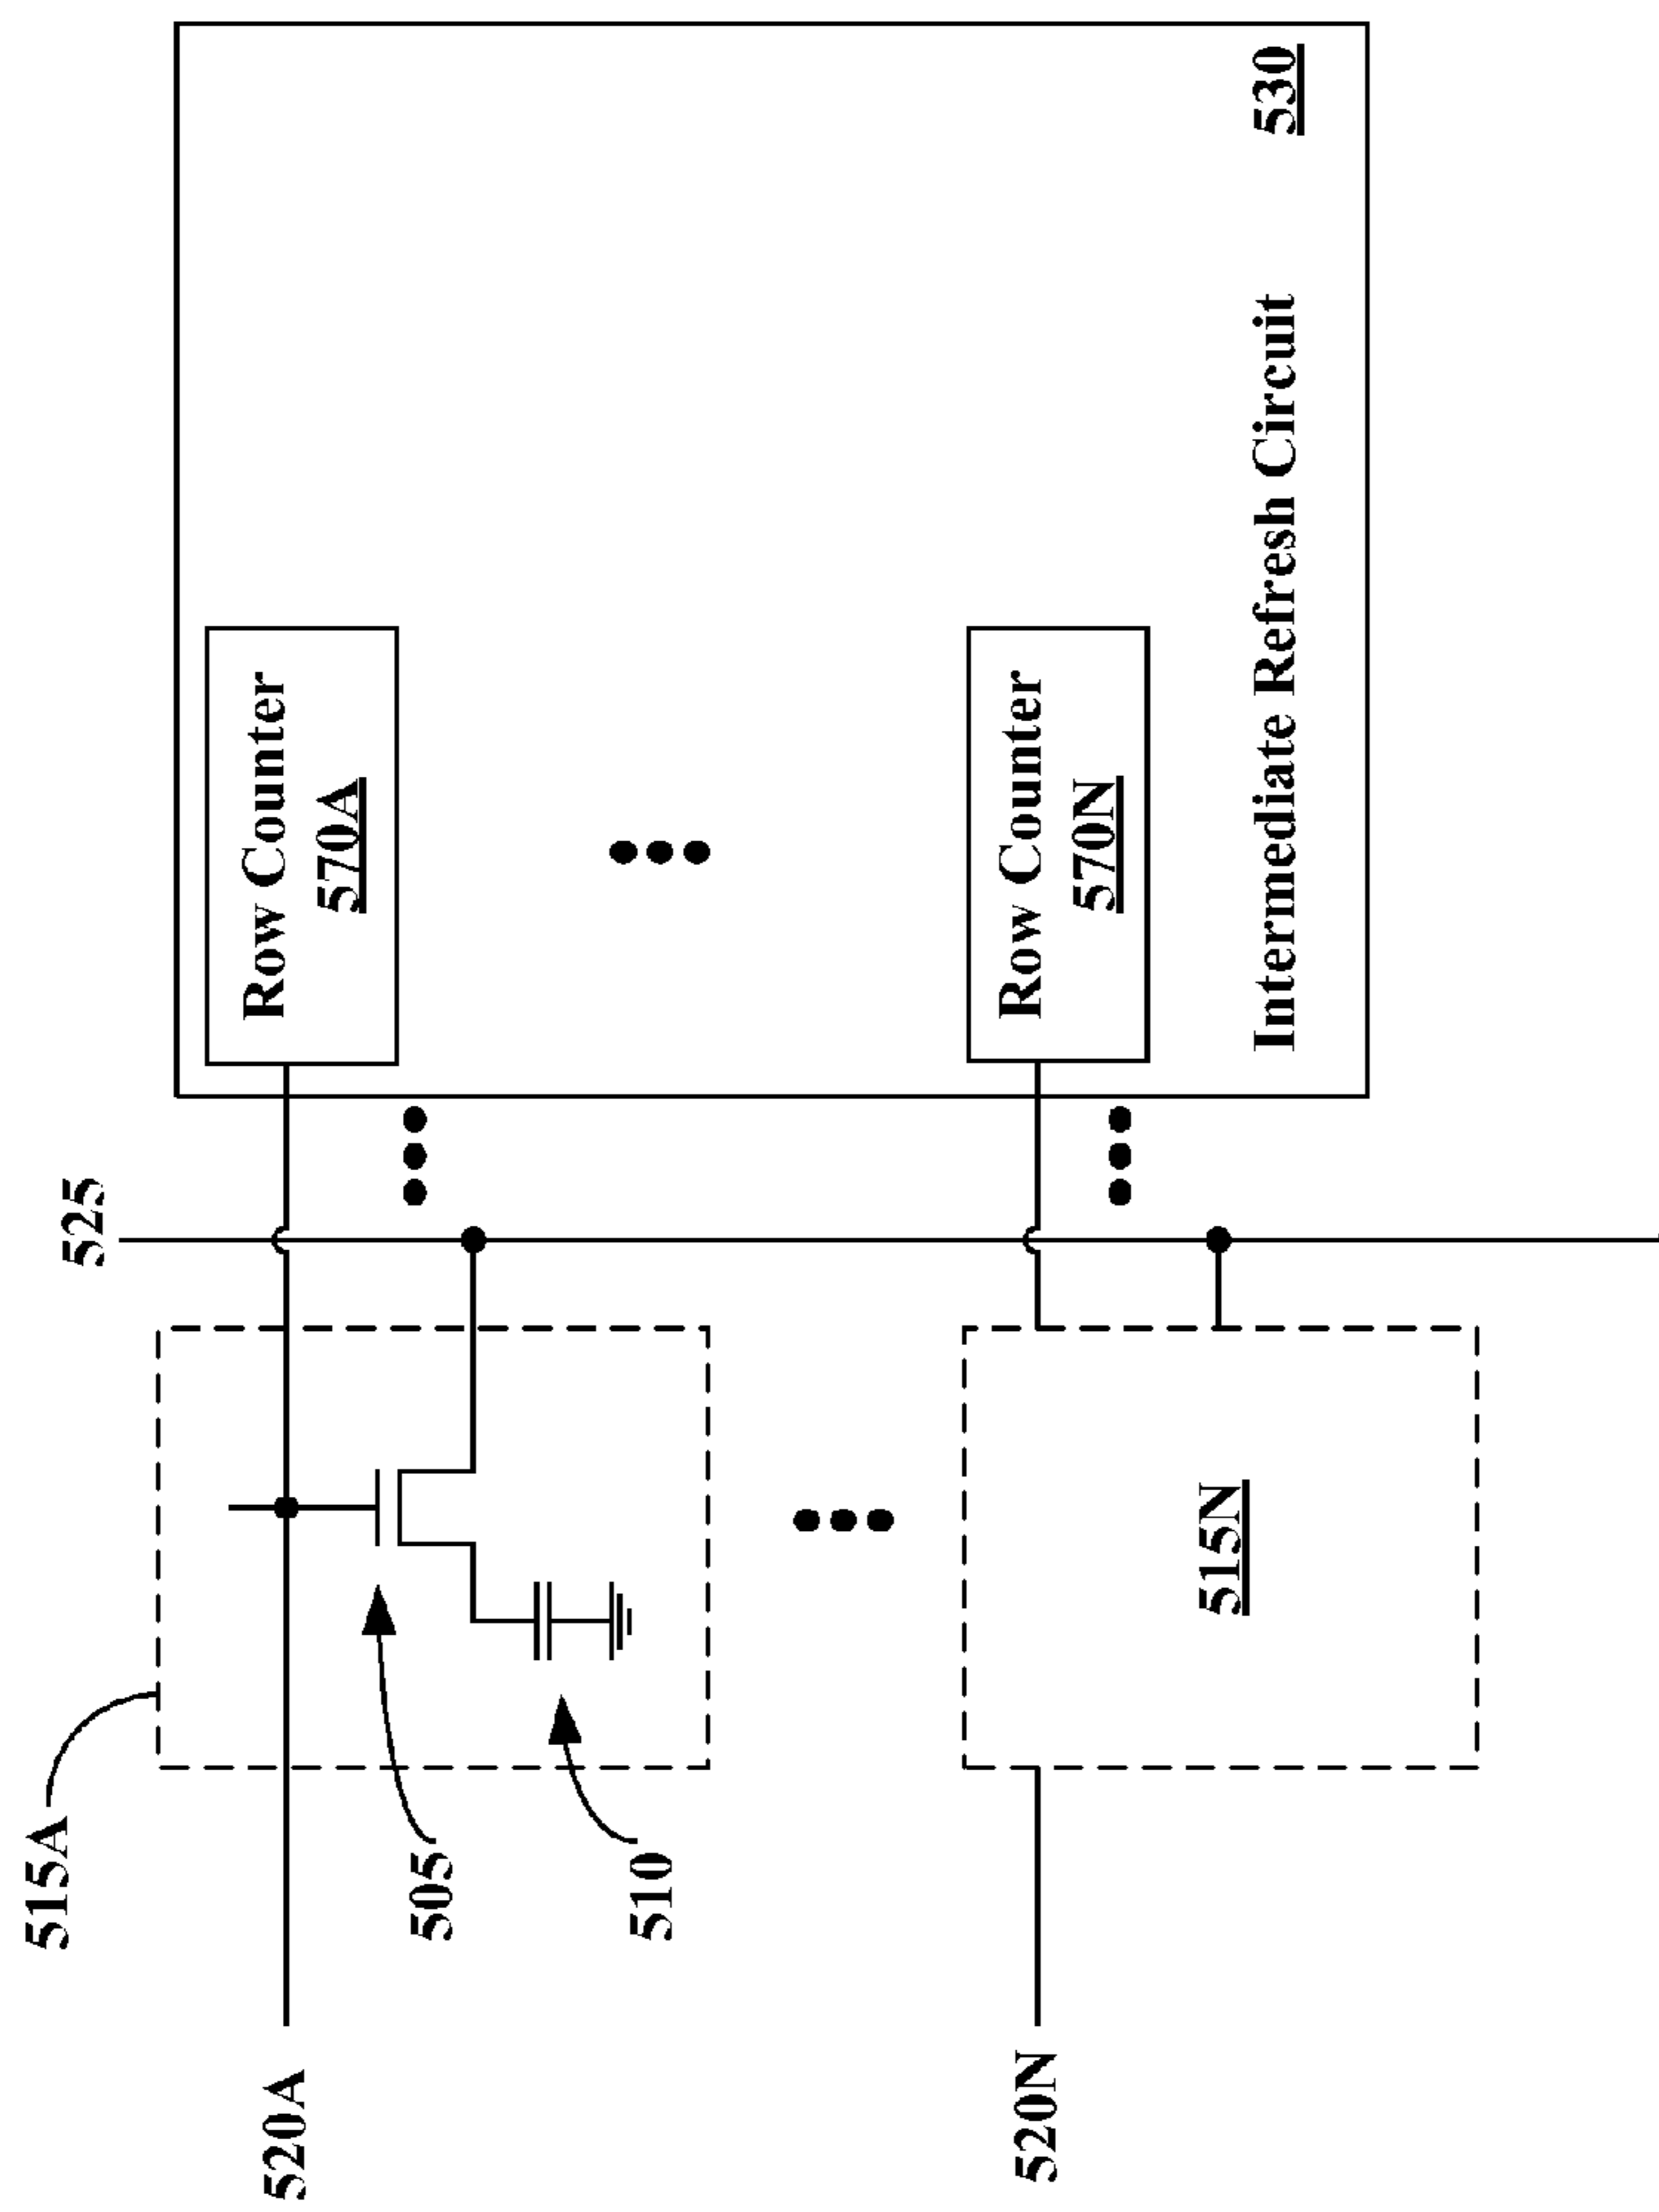 515A
520A
505
510
525
Row Counter
570A
520N
515N
Row Counter
570N
Intermediate Refresh Circuit
530